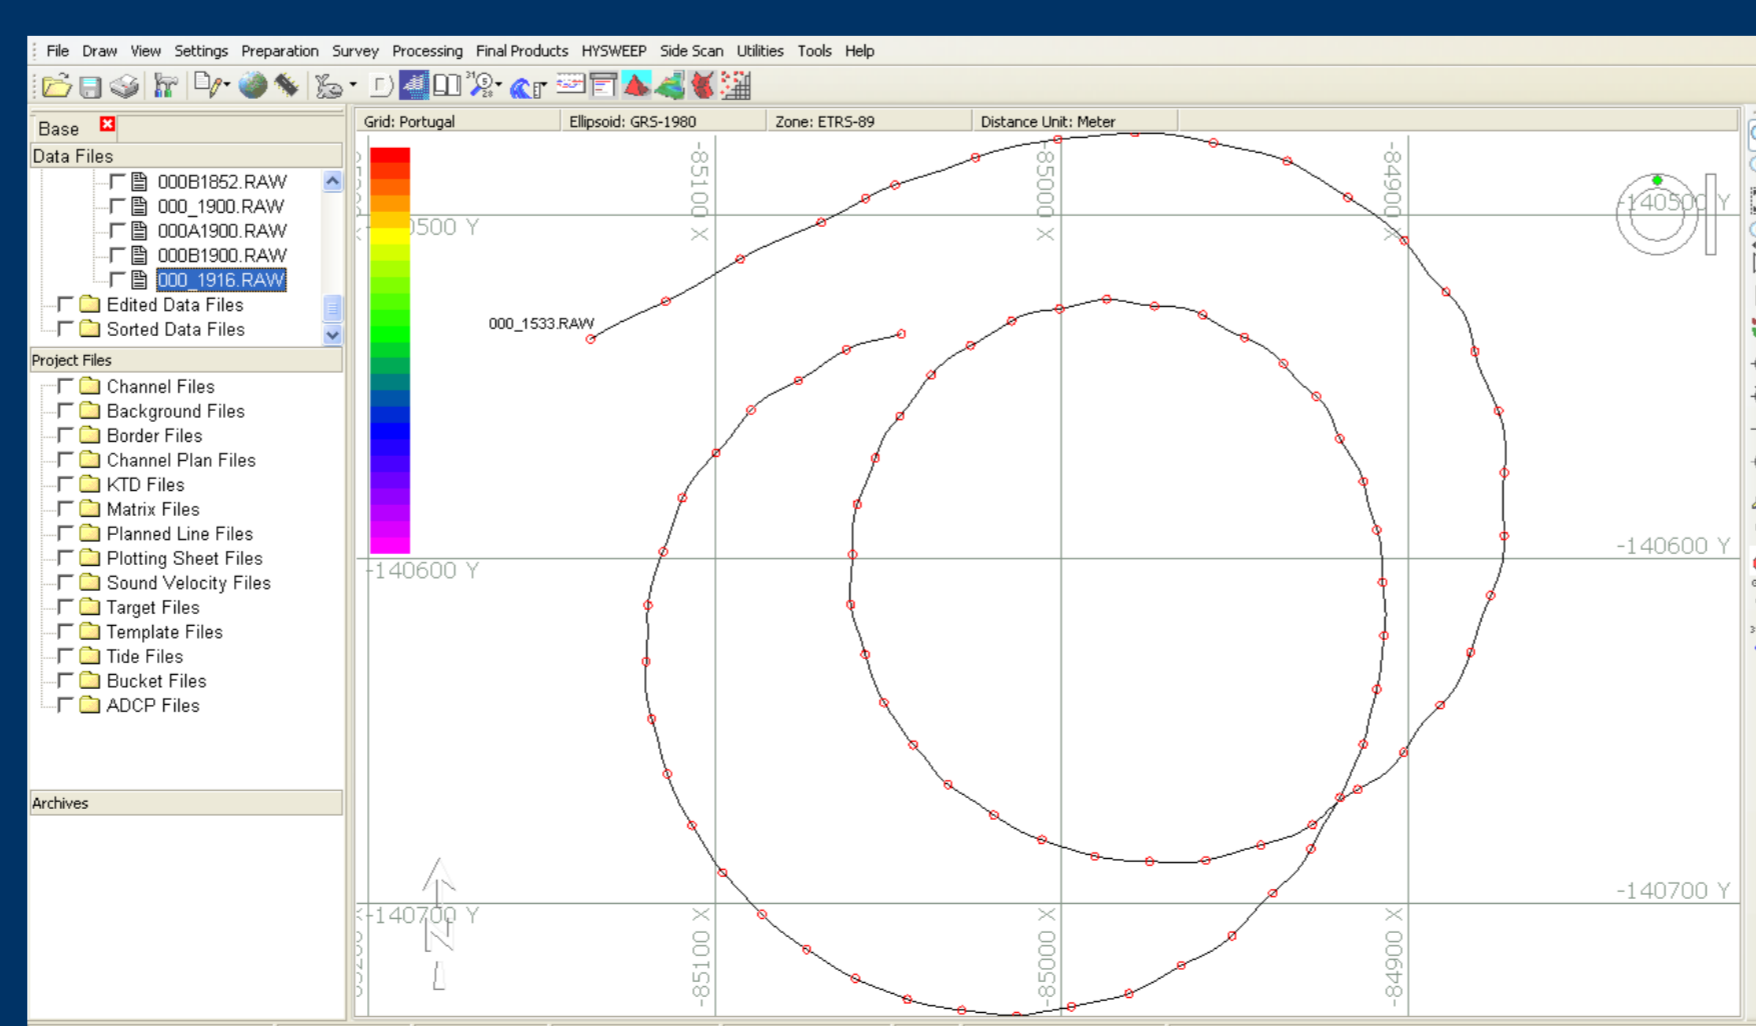 File Draw View Settings Preparation Survey Processing Final Products HYSWEEP Side Scan Utilities Tools Help
Base
Data Files
000B1852.RAW
000_1900.RAW
000A1900.RAW
000B1900.RAW
000_1916.RAW
Edited Data Files
Sorted Data Files
Project Files
Channel Files
Background Files
Border Files
Channel Plan Files
KTD Files
Matrix Files
Planned Line Files
Plotting Sheet Files
Sound Velocity Files
Target Files
Template Files
Tide Files
Bucket Files
ADCP Files
Archives
Grid: Portugal Ellipsoid: GRS-1980 Zone: ETRS-89 Distance Unit: Meter
-85100 X
-85000 X
-84900 X
-140500 Y
000_1533.RAW
-140600 Y
-140600 Y
-140700 Y
-140700 Y
N
-85100 X
-85000 X
-84900 X